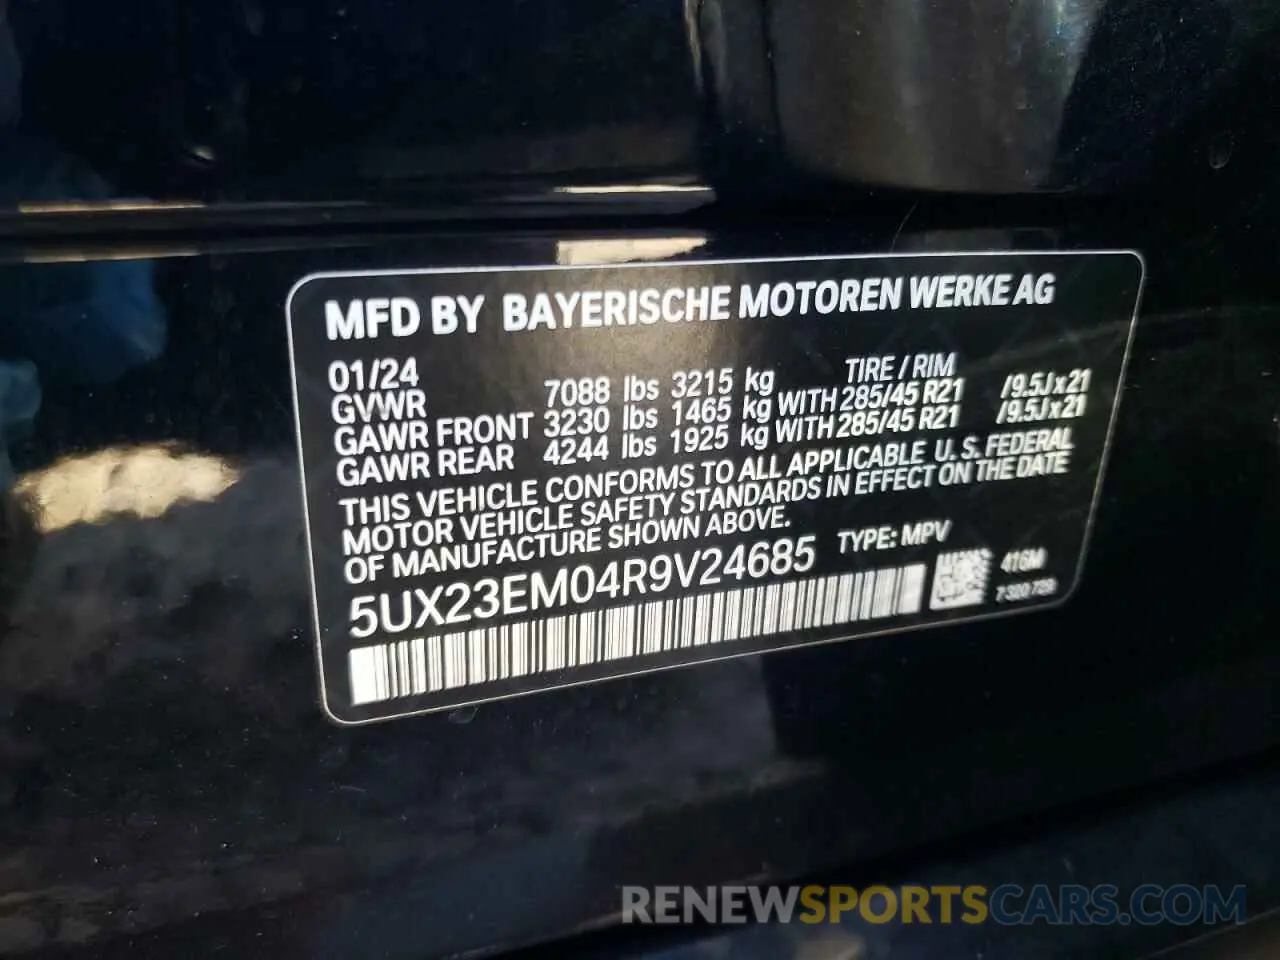 MFD BY BAYERISCHE MOTOREN WERKE AG
01/24 TIRE / RIM
GVWR 7088 lbs 3215 kg
GAWR FRONT 3230 lbs 1465 kg WITH 285/45 R21 /9.5Jx21
GAWR REAR 4244 lbs 1925 kg WITH 285/45 R21 /9.5Jx21
THIS VEHICLE CONFORMS TO ALL APPLICABLE U.S. FEDERAL
MOTOR VEHICLE SAFETY STANDARDS IN EFFECT ON THE DATE
OF MANUFACTURE SHOWN ABOVE.
5UX23EM04R9V24685 TYPE: MPV
416M
RENEWSPORTSCARS.COM